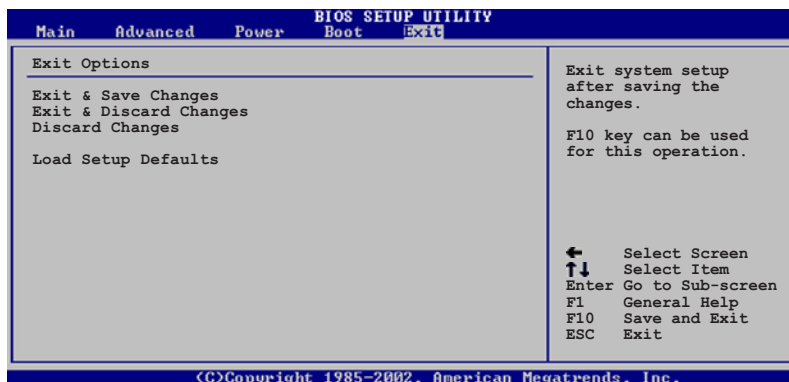 BIOS SETUP UTILITY
Main Advanced Power Boot Exit
Exit Options
Exit & Save Changes
Exit & Discard Changes
Discard Changes
Load Setup Defaults
Exit system setup
after saving the
changes.
F10 key can be used
for this operation.
← Select Screen
↑↓ Select Item
Enter Go to Sub-screen
F1 General Help
F10 Save and Exit
ESC Exit
(C)Copyright 1985-2002, American Megatrends, Inc.